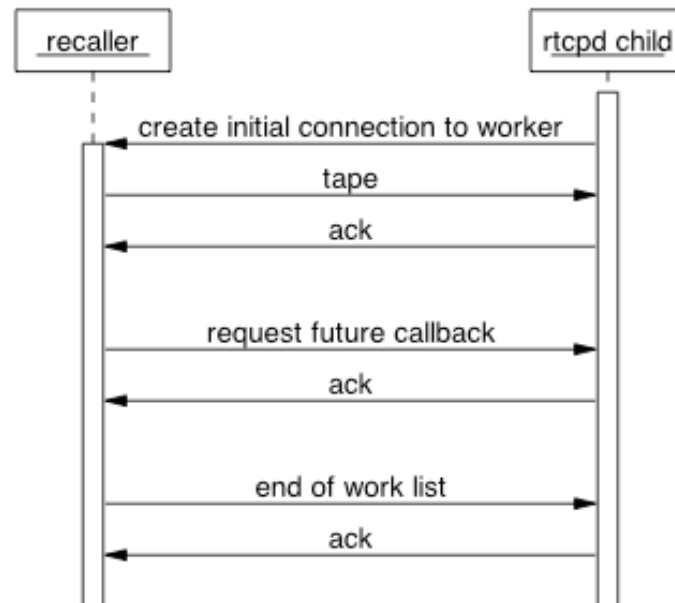 recaller
rtcpd child
create initial connection to worker
tape
ack
request future callback
ack
end of work list
ack